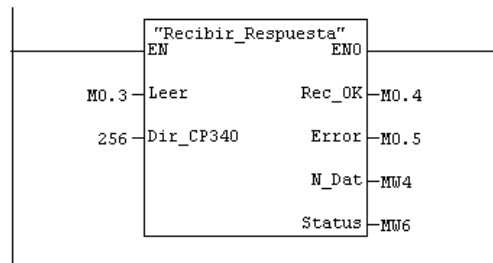 "Recibir_Respuesta"
EN ENO
M0.3 Leer Rec_OK M0.4
256 Dir_CP340 Error M0.5
N_Dat MW4
Status MW6